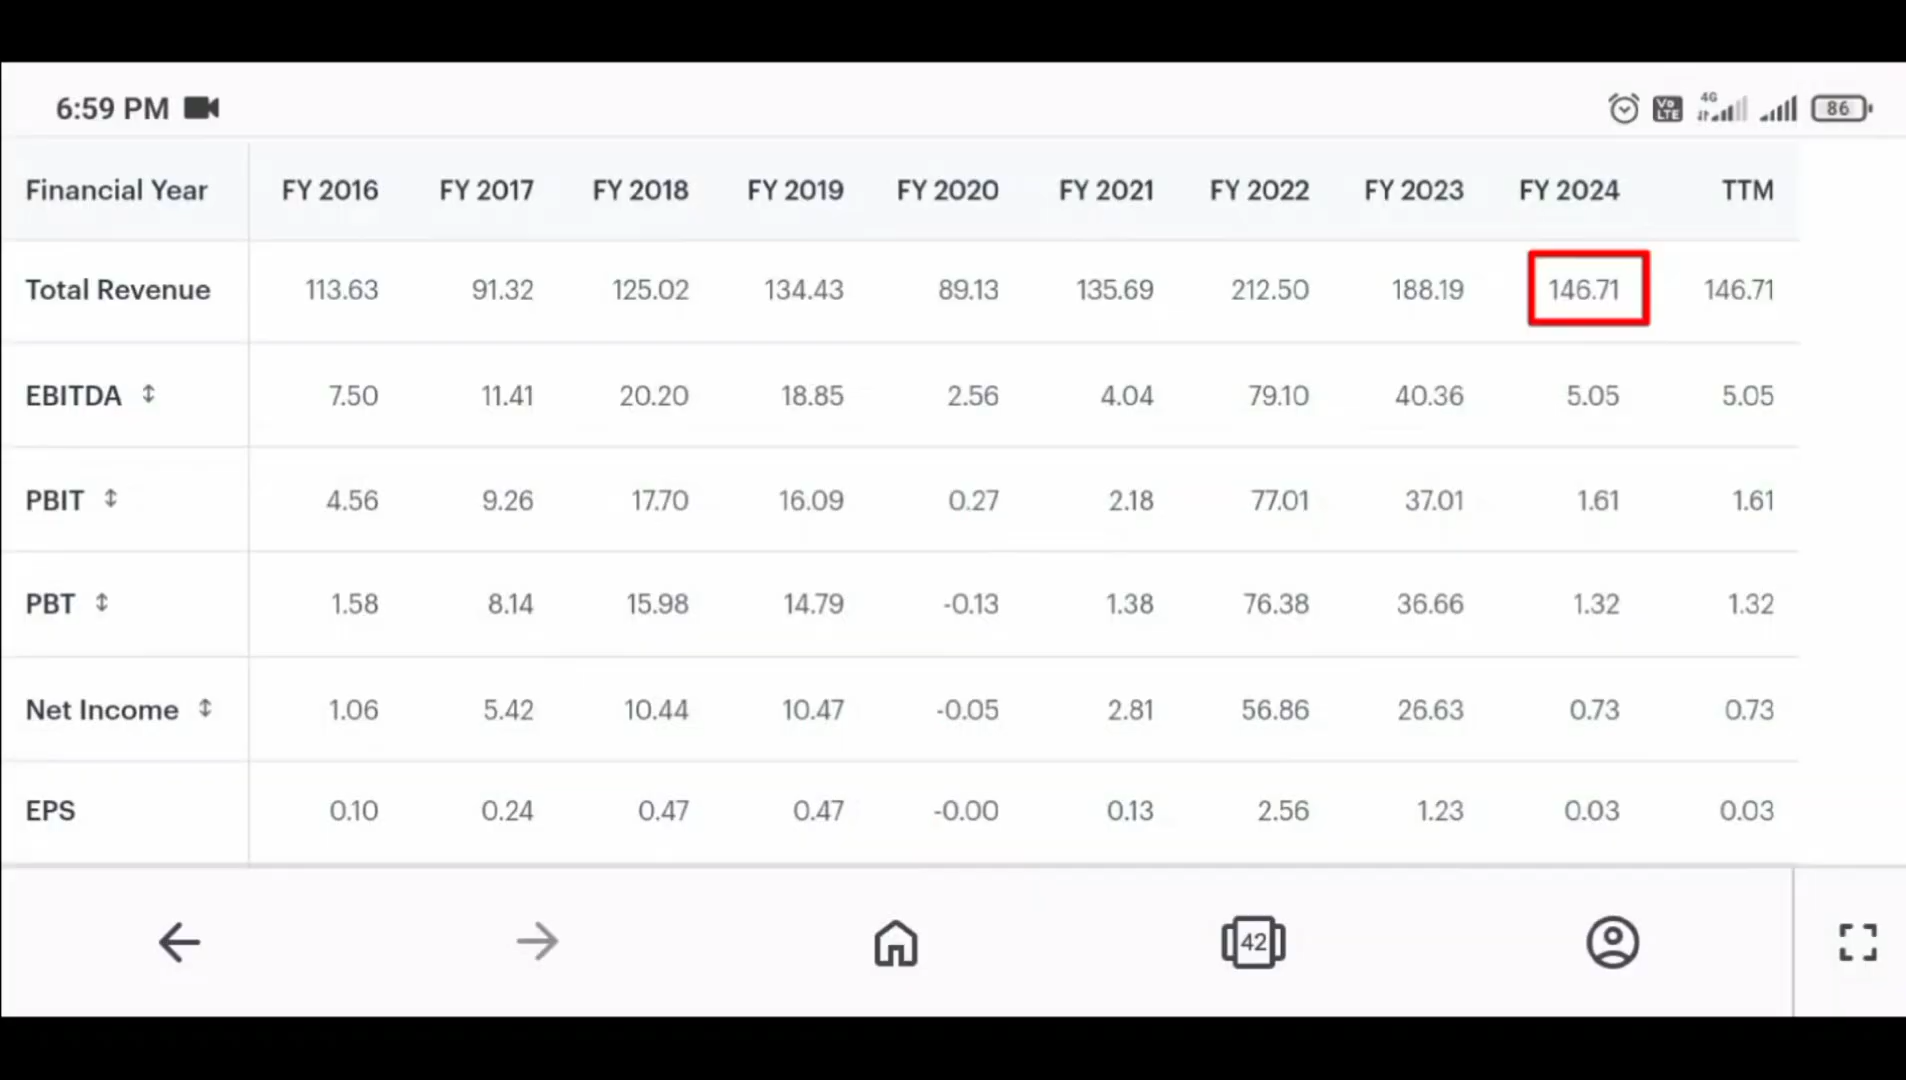 6:59 PM
Vo LTE 4G 86
Financial Year FY 2016 FY 2017 FY 2018 FY 2019 FY 2020 FY 2021 FY 2022 FY 2023 FY 2024 TTM
Total Revenue 113.63 91.32 125.02 134.43 89.13 135.69 212.50 188.19 146.71 146.71
EBITDA 7.50 11.41 20.20 18.85 2.56 4.04 79.10 40.36 5.05 5.05
PBIT 4.56 9.26 17.70 16.09 0.27 2.18 77.01 37.01 1.61 1.61
PBT 1.58 8.14 15.98 14.79 -0.13 1.38 76.38 36.66 1.32 1.32
Net Income 1.06 5.42 10.44 10.47 -0.05 2.81 56.86 26.63 0.73 0.73
EPS 0.10 0.24 0.47 0.47 -0.00 0.13 2.56 1.23 0.03 0.03
42